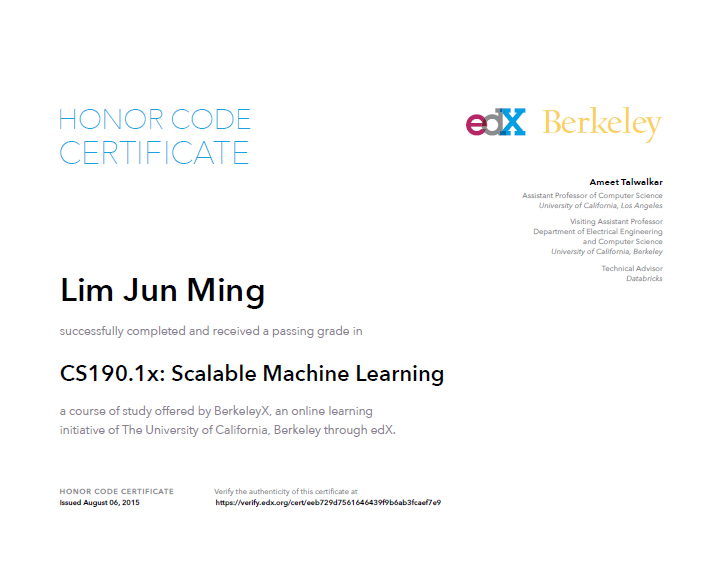 HONOR CODE
CERTIFICATE
edX Berkeley
Ameet Talwalkar
Assistant Professor of Computer Science
University of California, Los Angeles
Visiting Assistant Professor
Department of Electrical Engineering
and Computer Science
University of California, Berkeley
Technical Advisor
Databricks
Lim Jun Ming
successfully completed and received a passing grade in
CS190.1x: Scalable Machine Learning
a course of study offered by BerkeleyX, an online learning
initiative of The University of California, Berkeley through edX.
HONOR CODE CERTIFICATE
Issued August 06, 2015
Verify the authenticity of this certificate at
https://verify.edx.org/cert/eeb729d7561646439f9b6ab3fcaef7e9